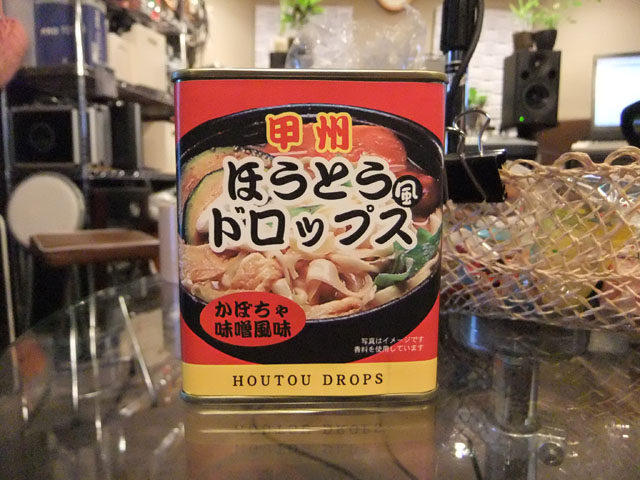 甲州
ほうとう風
ドロップス
かぼちゃ
味噌風味
写真はイメージです
香料を使用しています
HOUTOU DROPS